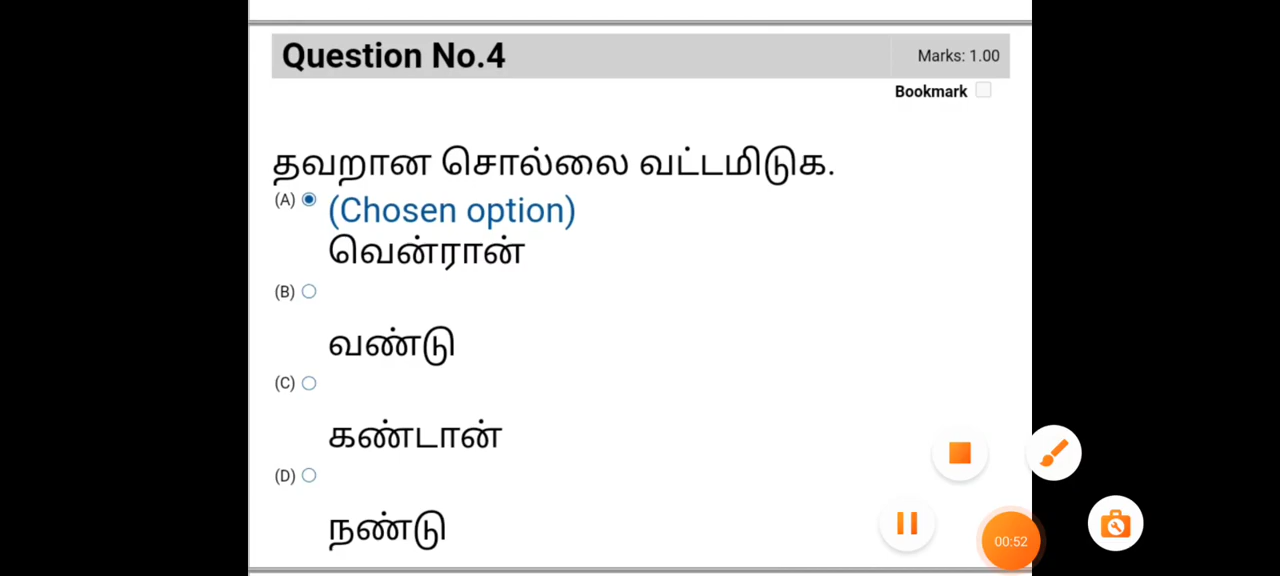 Question No.4
Marks: 1.00
Bookmark
தவறான சொல்லை வட்டமிடுக.
(A) (Chosen option)
வென்ரான்
(B)
வண்டு
(C)
கண்டான்
(D)
நண்டு
00:52